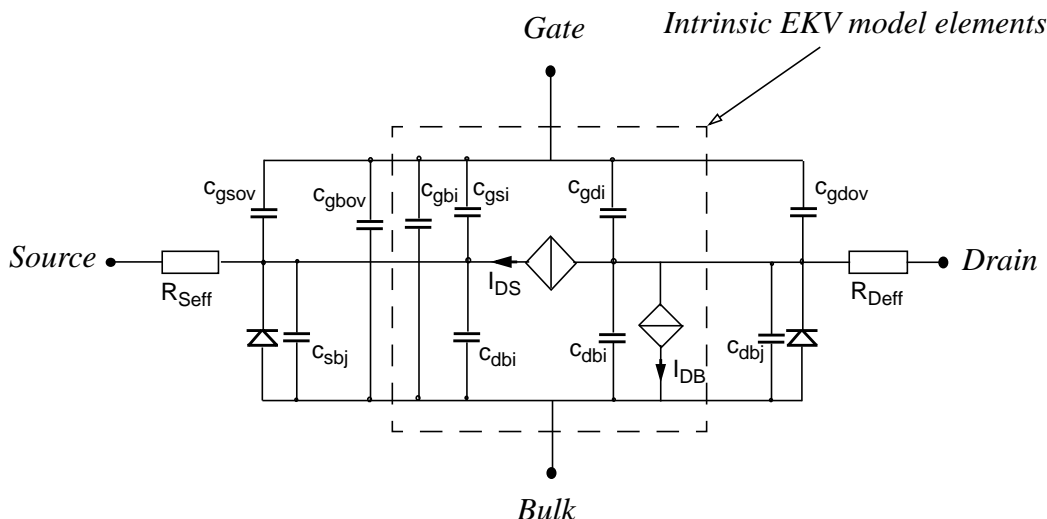 Gate
Intrinsic EKV model elements
cgsov
cgbov
cgbi
cgsi
cgdi
cgdov
Source
RSeff
IDS
RDeff
Drain
csbj
cdbi
cdbi
IDB
cdbj
Bulk